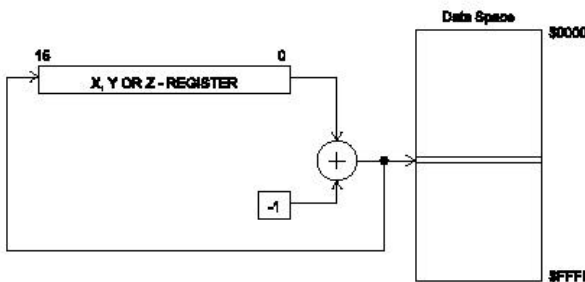 Data Space
$0000
15 0
X, Y OR Z - REGISTER
-1
$FFFF